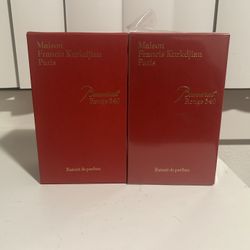 Maison
Francis Kurkdjian
Paris
Baccarat
Rouge 540
Extrait de parfum
Maison
Francis Kurkdjian
Paris
Baccarat
Rouge 540
Extrait de parfum